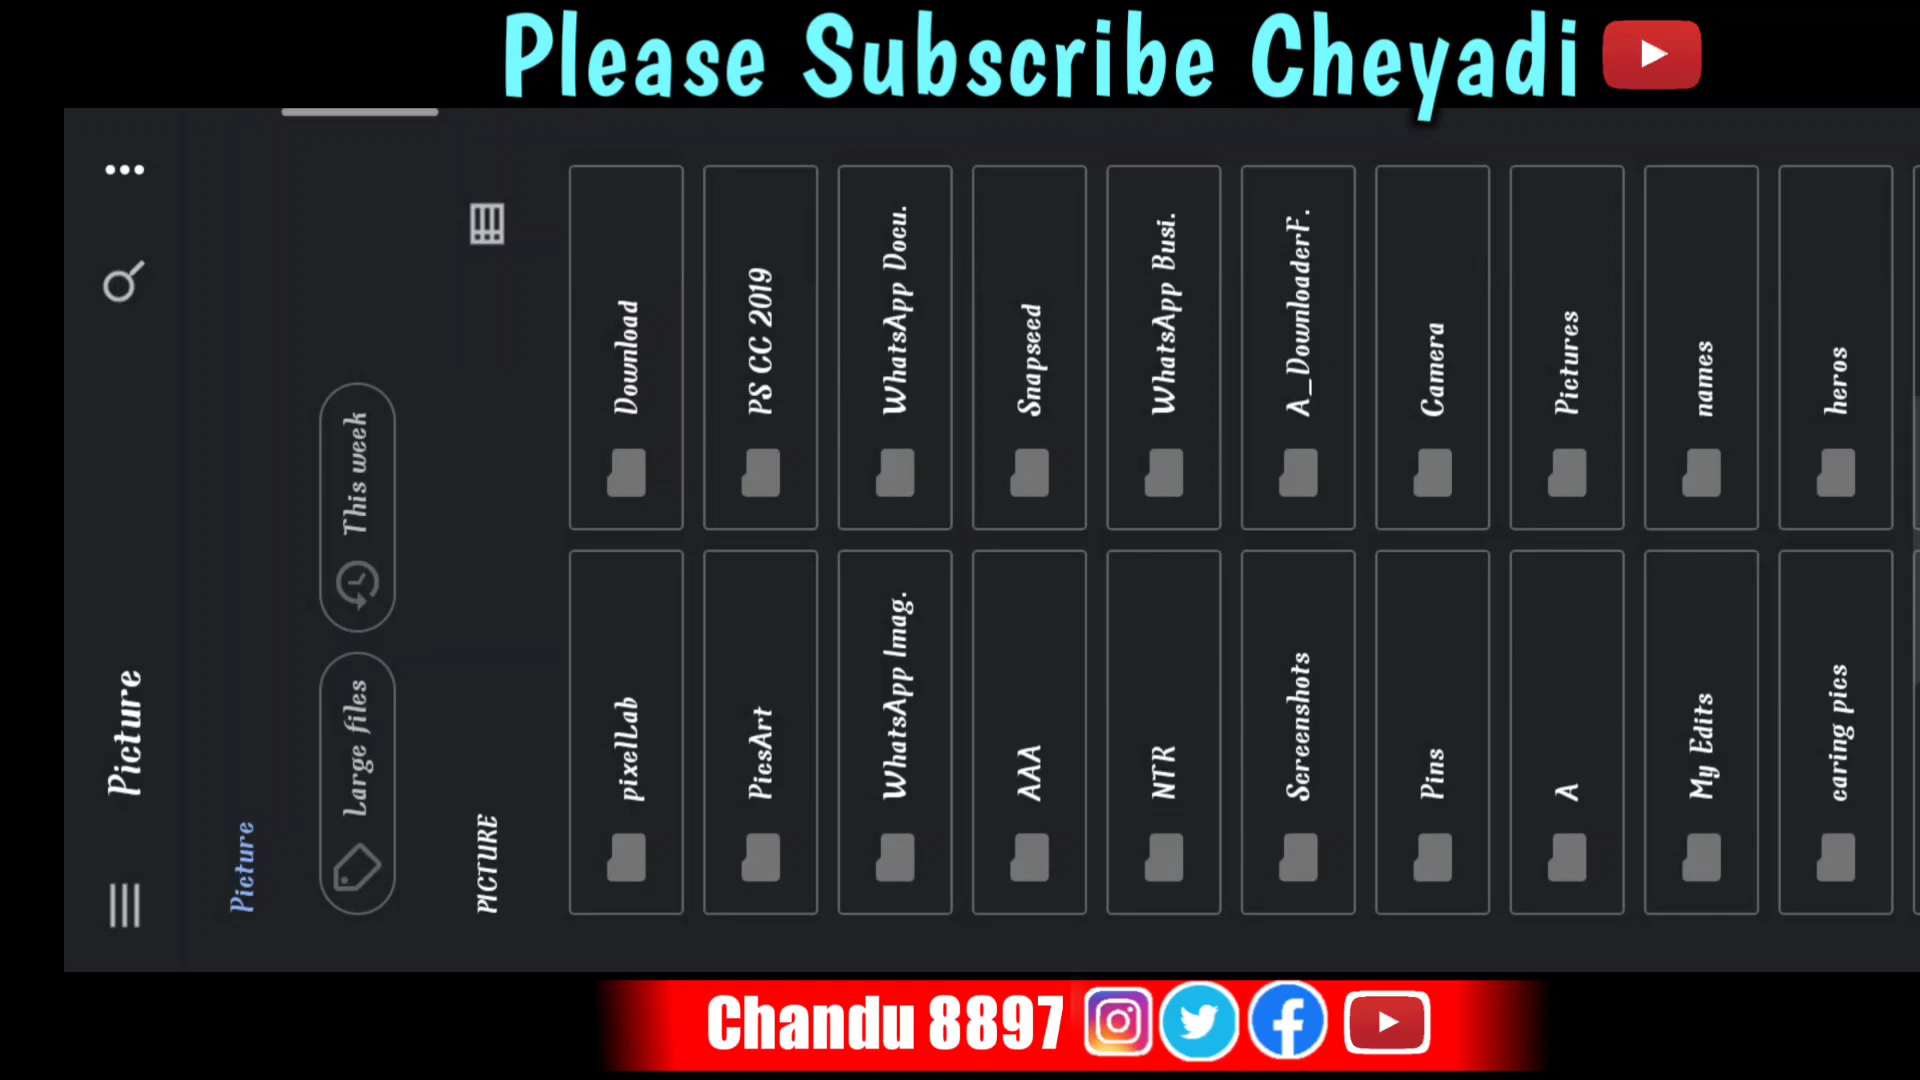 Please Subscribe Cheyadi
Picture
Picture
Large files
This week
PICTURE
pixelLab
Download
PicsArt
PS CC 2019
WhatsApp Imag.
WhatsApp Docu.
AAA
Snapseed
NTR
WhatsApp Busi.
Screenshots
A_DownloaderF.
Pins
Camera
A
Pictures
My Edits
names
caring pics
heros
Chandu 8897